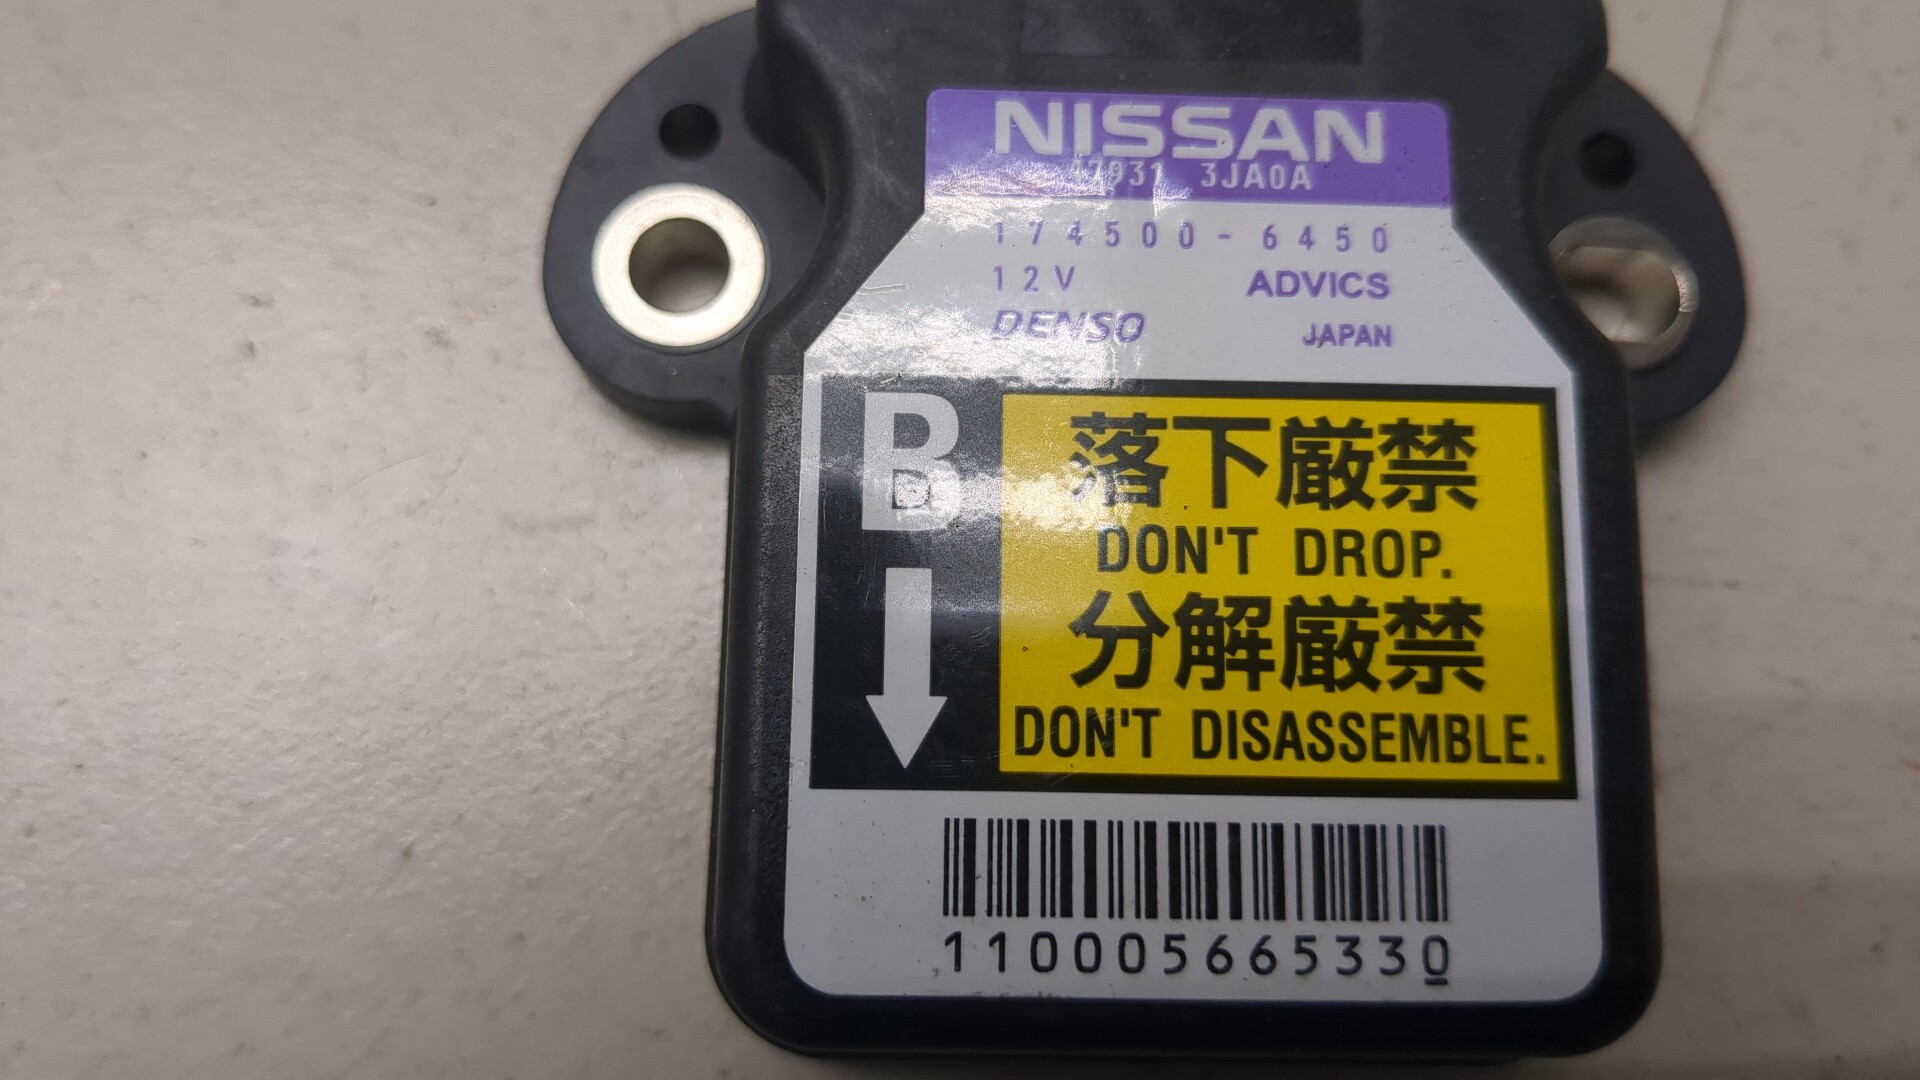 NISSAN
47931 3JA0A
174500-6450
12V ADVICS
DENSO JAPAN
B
落下厳禁
DON'T DROP.
分解厳禁
DON'T DISASSEMBLE.
110005665330